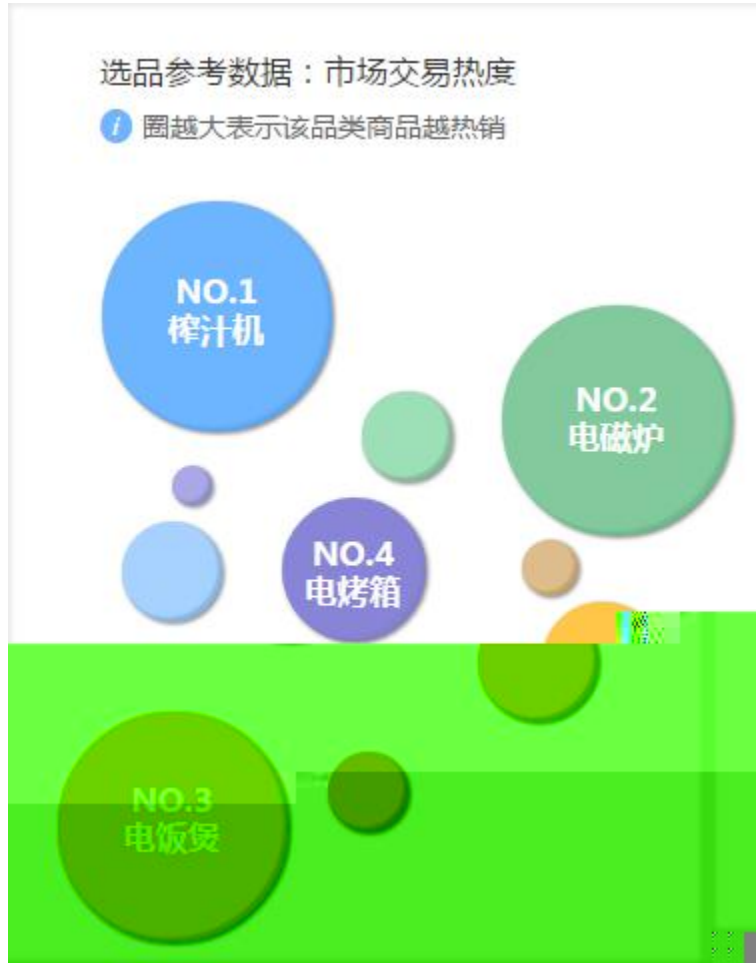 选品参考数据：市场交易热度
i 圈越大表示该品类商品越热销
NO.1
榨汁机
NO.2
电磁炉
NO.4
电烤箱
NO.3
电饭煲